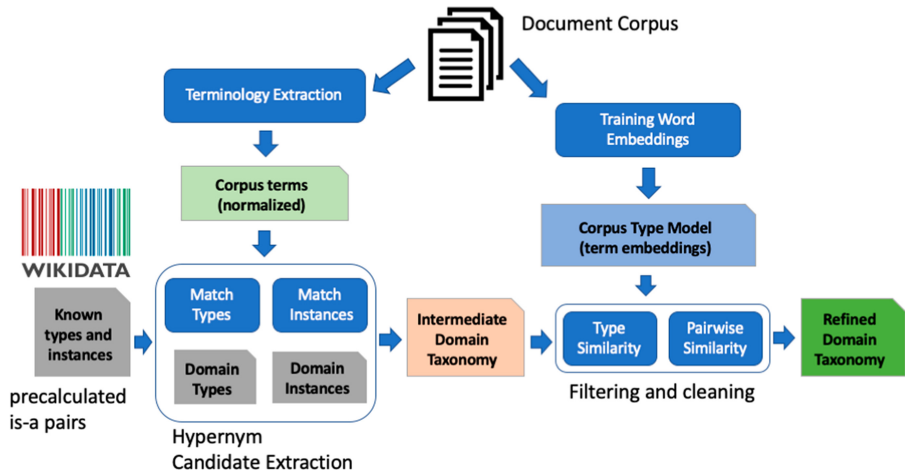 Document Corpus
Terminology Extraction
Training Word
Embeddings
Corpus terms
(normalized)
Corpus Type Model
(term embeddings)
WIKIDATA
Known
types and
instances
precalculated
is-a pairs
Match
Types
Match
Instances
Domain
Types
Domain
Instances
Hypernym
Candidate Extraction
Intermediate
Domain
Taxonomy
Type
Similarity
Pairwise
Similarity
Filtering and cleaning
Refined
Domain
Taxonomy